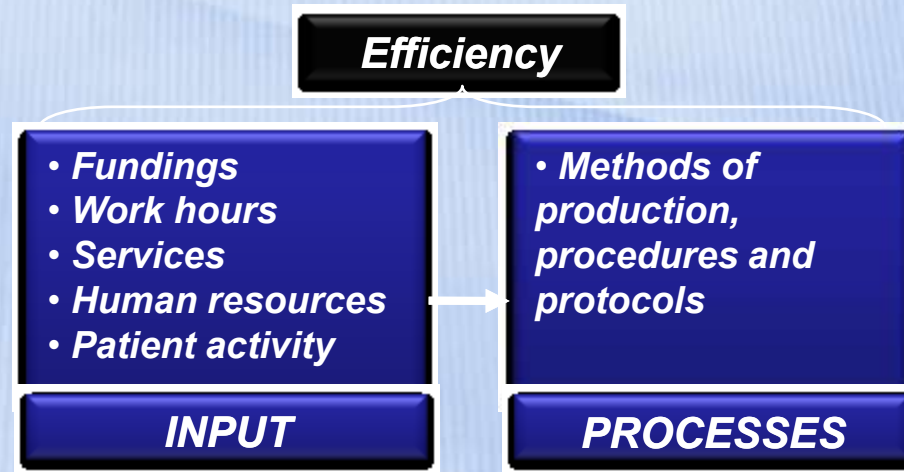 Efficiency
• Fundings
• Work hours
• Services
• Human resources
• Patient activity
INPUT
• Methods of
production,
procedures and
protocols
PROCESSES